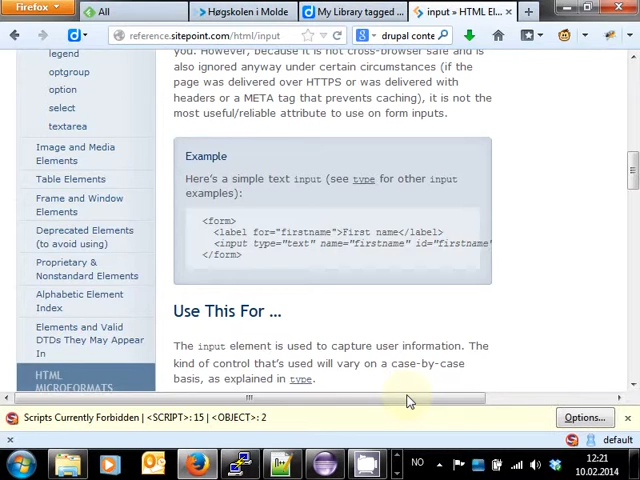 Firefox
All
Høgskolen i Molde
My Library tagged ...
input » HTML El...
reference.sitepoint.com/html/input
drupal conte
legend
optgroup
option
select
textarea
Image and Media
Elements
Table Elements
Frame and Window
Elements
Deprecated Elements
(to avoid using)
Proprietary &
Nonstandard Elements
Alphabetic Element
Index
Elements and Valid
DTDs They May Appear
In
HTML
MICROFORMATS
you. However, because it is not cross-browser safe and is
also ignored anyway under certain circumstances (if the
page was delivered over HTTPS or was delivered with
headers or a META tag that prevents caching), it is not the
most useful/reliable attribute to use on form inputs.
Example
Here's a simple text input (see type for other input
examples):
<form>
<label for="firstname">First name</label>
<input type="text" name="firstname" id="firstname"
</form>
Use This For ...
The input element is used to capture user information. The
kind of control that's used will vary on a case-by-case
basis, as explained in type.
Scripts Currently Forbidden | <SCRIPT>: 15 | <OBJECT>: 2
Options...
default
NO
12:21
10.02.2014